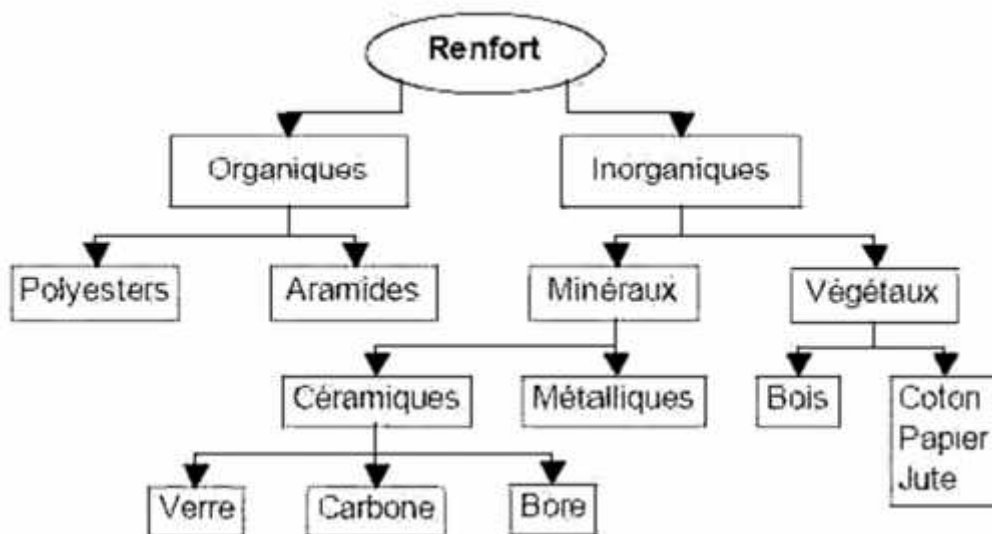 Renfort
Organiques
Inorganiques
Polyesters
Aramides
Minéraux
Végétaux
Céramiques
Métalliques
Bois
Coton
Papier
Jute
Verre
Carbone
Bore